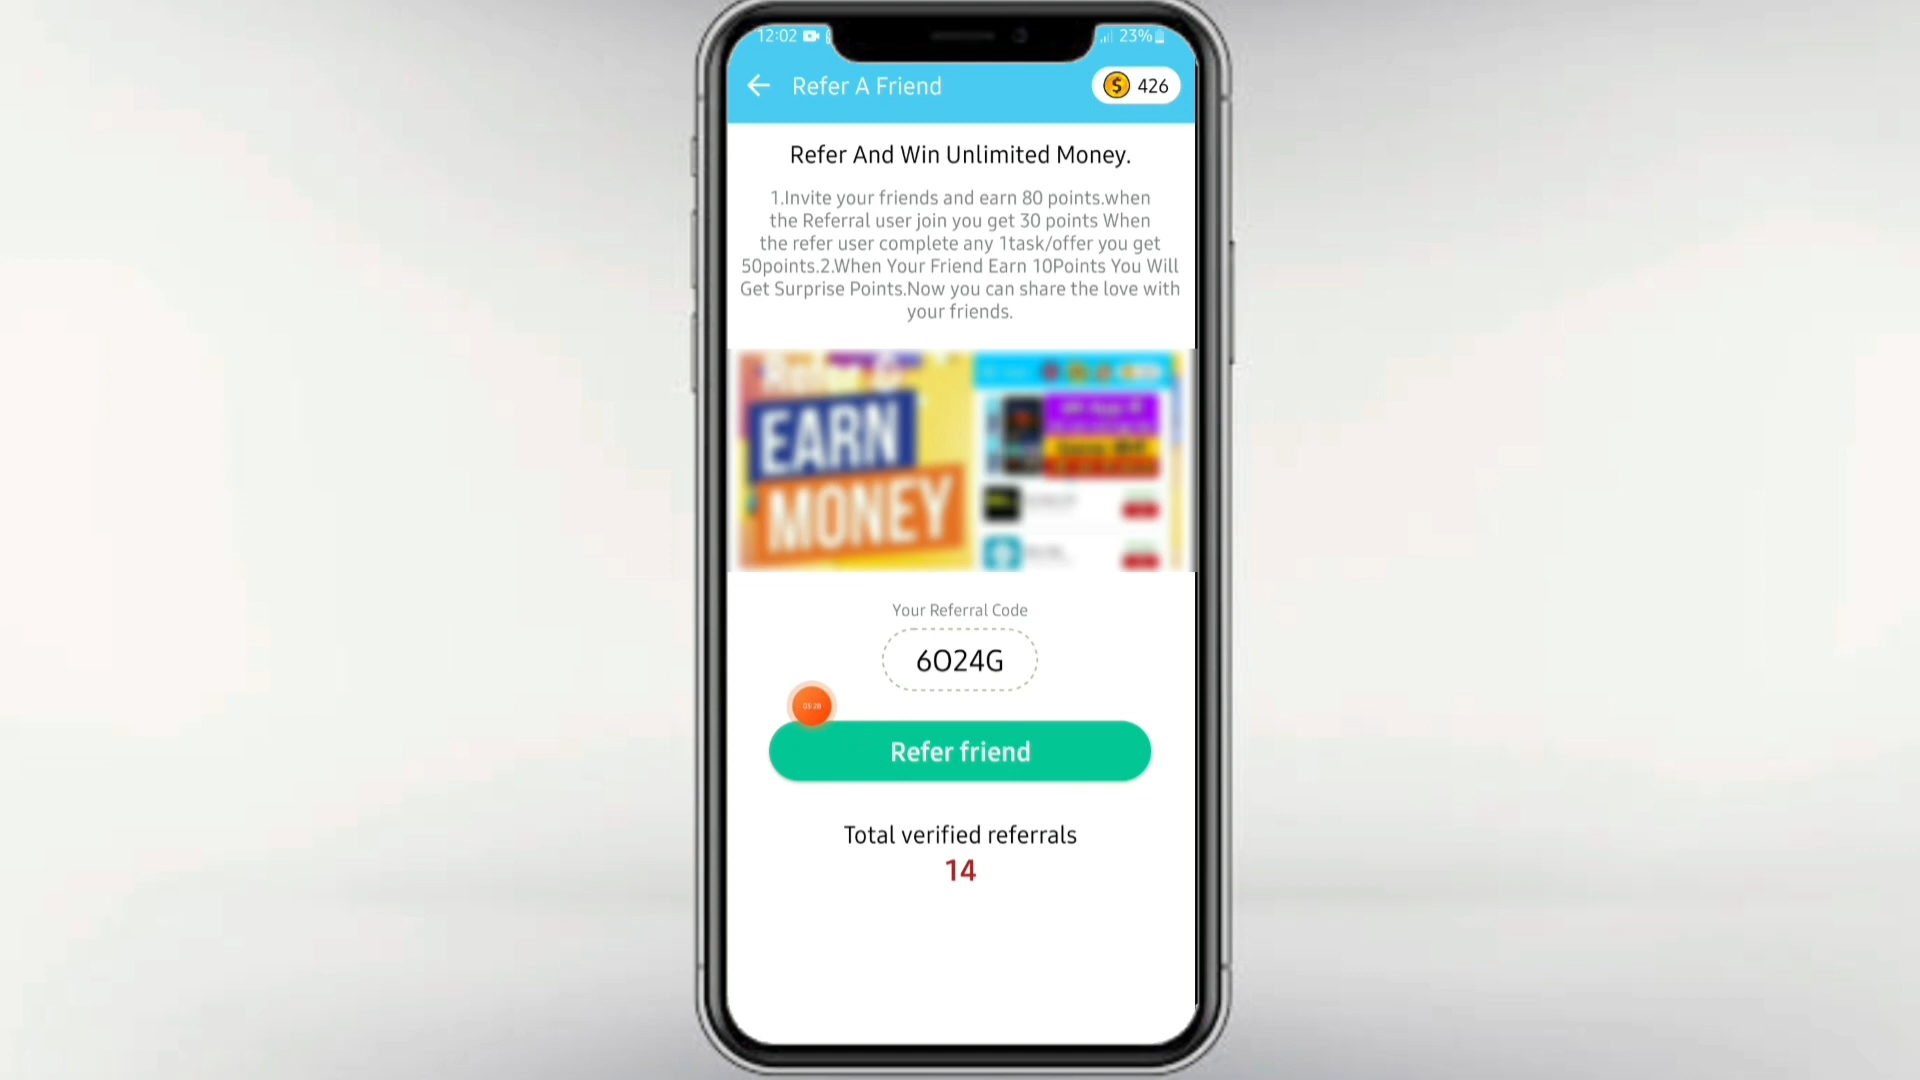 12:02
23%
Refer A Friend
426
Refer And Win Unlimited Money.
1.Invite your friends and earn 80 points.when
the Referral user join you get 30 points When
the refer user complete any 1task/offer you get
50points.2.When Your Friend Earn 10Points You Will
Get Surprise Points.Now you can share the love with
your friends.
EARN
MONEY
Your Referral Code
6O24G
Refer friend
Total verified referrals
14